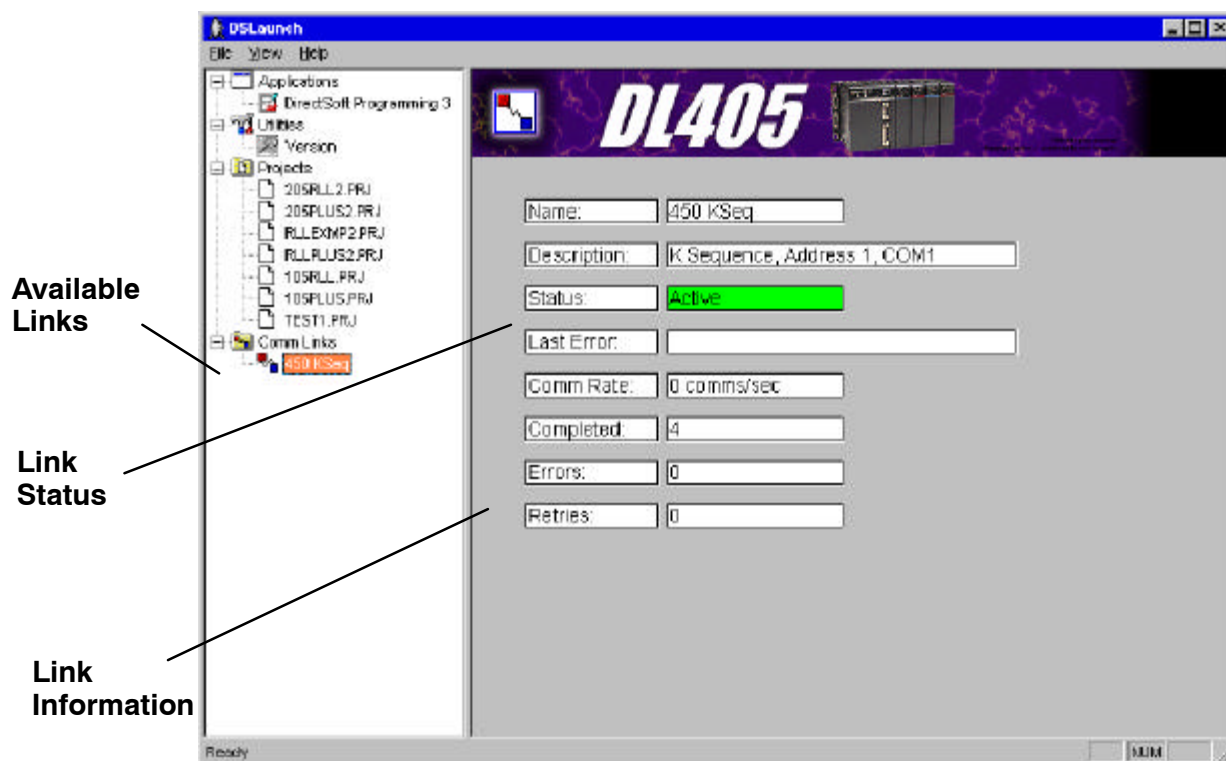 DSLaunch
File View Help
Applications
DirectSoft Programming 3
Utilities
Version
Projects
205RLL2.PRJ
205PLUS2.PRJ
RLLEXMP2.PRJ
RLLPLUS2.PRJ
105RLL.PRJ
105PLUS.PRJ
TEST1.PRJ
Comm Links
450 KSeq
DL405
Name: 450 KSeq
Description: K Sequence, Address 1, COM1
Status: Active
Last Error:
Comm Rate: 0 comms/sec
Completed: 4
Errors: 0
Retries: 0
Available
Links
Link
Status
Link
Information
Ready
NUM